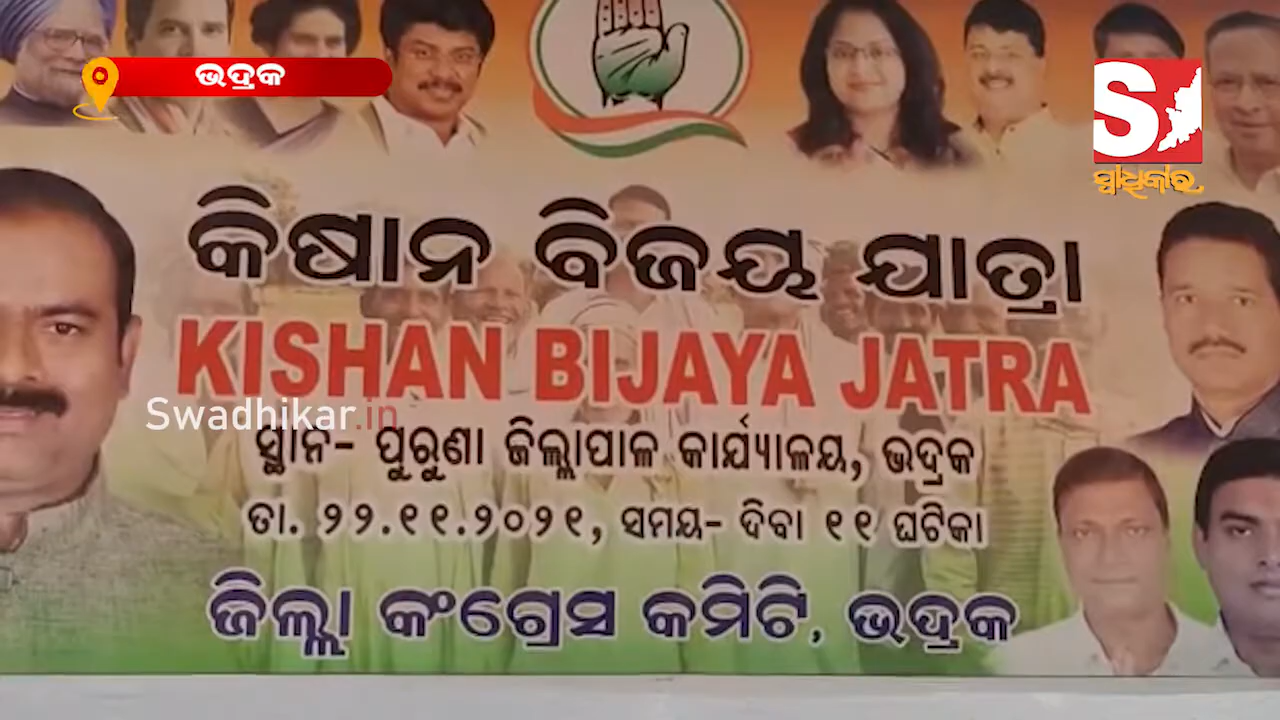 ଭଦ୍ରକ
S
ସ୍ୱାଧିକାର
କିଷାନ ବିଜୟ ଯାତ୍ରା
KISHAN BIJAYA JATRA
Swadhikar.in
ସ୍ଥାନ- ପୁରୁଣା ଜିଲ୍ଲାପାଳ କାର୍ଯ୍ୟାଳୟ, ଭଦ୍ରକ
ତା. ୨୨.୧୧.୨୦୨୧, ସମୟ- ଦିବା ୧୧ ଘଟିକା
ଜିଲ୍ଲା କଂଗ୍ରେସ କମିଟି, ଭଦ୍ରକ